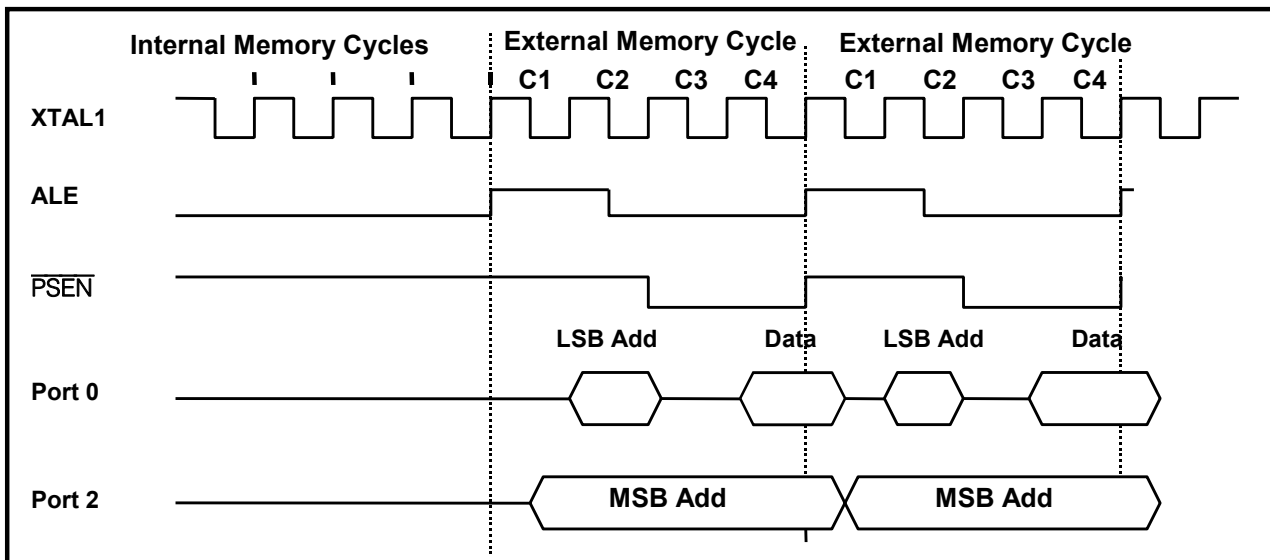 Internal Memory Cycles External Memory Cycle External Memory Cycle
C1 C2 C3 C4 C1 C2 C3 C4
XTAL1
ALE
PSEN
LSB Add Data LSB Add Data
Port 0
Port 2 MSB Add MSB Add